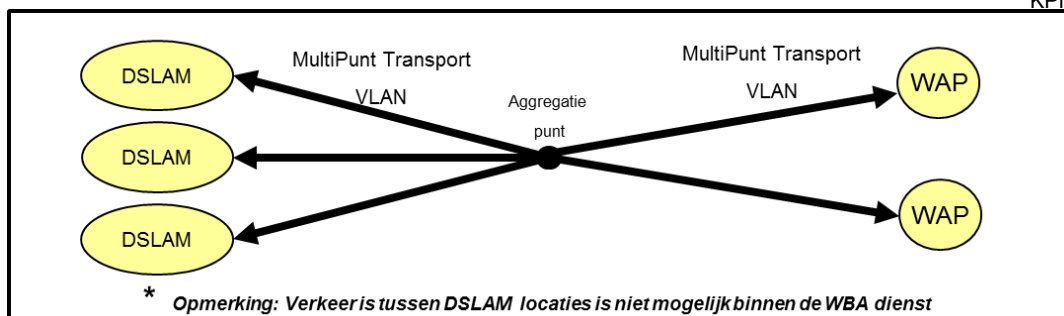 MultiPunt Transport
VLAN
MultiPunt Transport
VLAN
DSLAM
DSLAM
DSLAM
Aggregatie
punt
WAP
WAP
* Opmerking: Verkeer is tussen DSLAM locaties is niet mogelijk binnen de WBA dienst